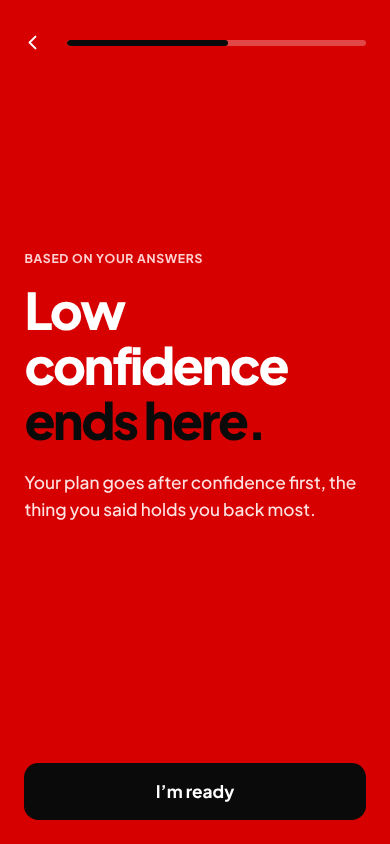 BASED ON YOUR ANSWERS
Low
confidence
ends here.
Your plan goes after confidence first, the
thing you said holds you back most.
I’m ready